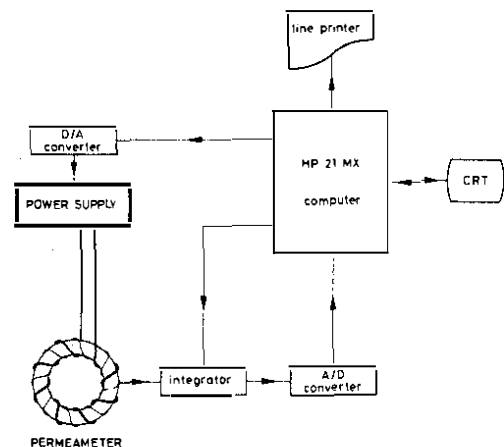 line printer
D/A
converter
HP 21 MX
computer
CRT
POWER SUPPLY
integrator
A/D
converter
PERMEAMETER